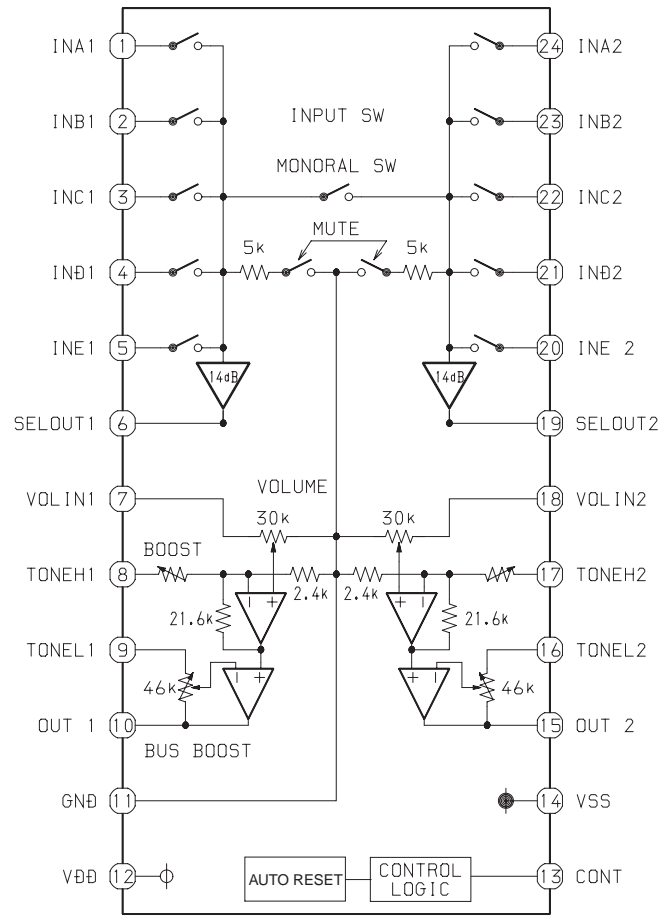 INA1 1 24 INA2
INB1 2 INPUT SW 23 INB2
MONORAL SW
INC1 3 22 INC2
MUTE
5k 5k
IND1 4 21 IND2
INE1 5 20 INE 2
14dB 14dB
SELOUT1 6 19 SELOUT2
VOLIN1 7 VOLUME 18 VOLIN2
30k 30k
BOOST
TONEH1 8 17 TONEH2
2.4k 2.4k
− + + −
21.6k 21.6k
TONEL1 9 16 TONEL2
− + + −
46k 46k
OUT 1 10 15 OUT 2
BUS BOOST
GND 11 14 VSS
VDD 12 AUTO RESET CONTROL 13 CONT
LOGIC